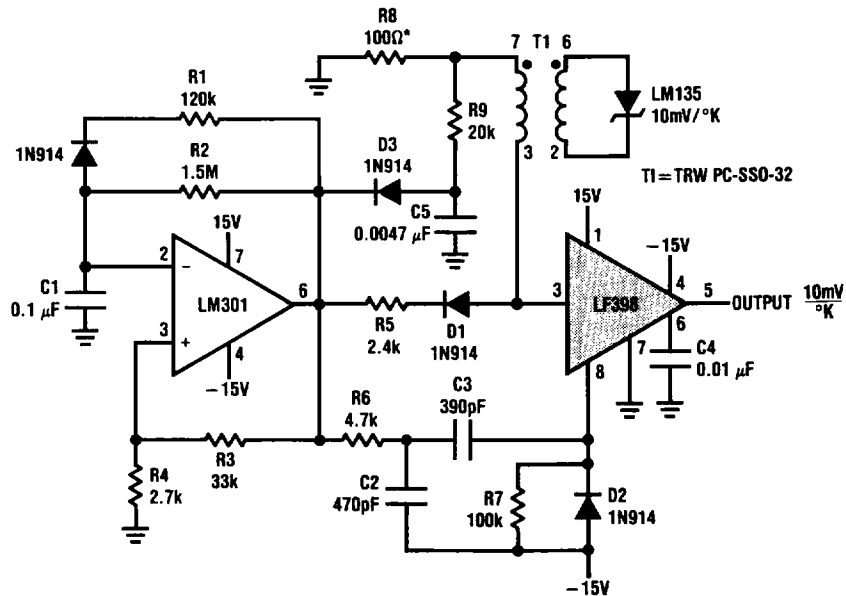 R8
100Ω*
7 T1 6
R1
120k
LM135
10mV/°K
1N914
R2
1.5M
D3
1N914
R9
20k
3
2
TI=TRW PC-SSO-32
C5
0.0047 μF
15V
7
15V
1
-15V
4
C1
0.1 μF
2
-
LM301
6
3
+
4
-15V
R5
2.4k
D1
1N914
3
LF398
5
OUTPUT 10mV
°K
6
7
8
C4
0.01 μF
R6
4.7k
C3
390pF
R3
33k
R4
2.7k
C2
470pF
R7
100k
D2
1N914
-15V